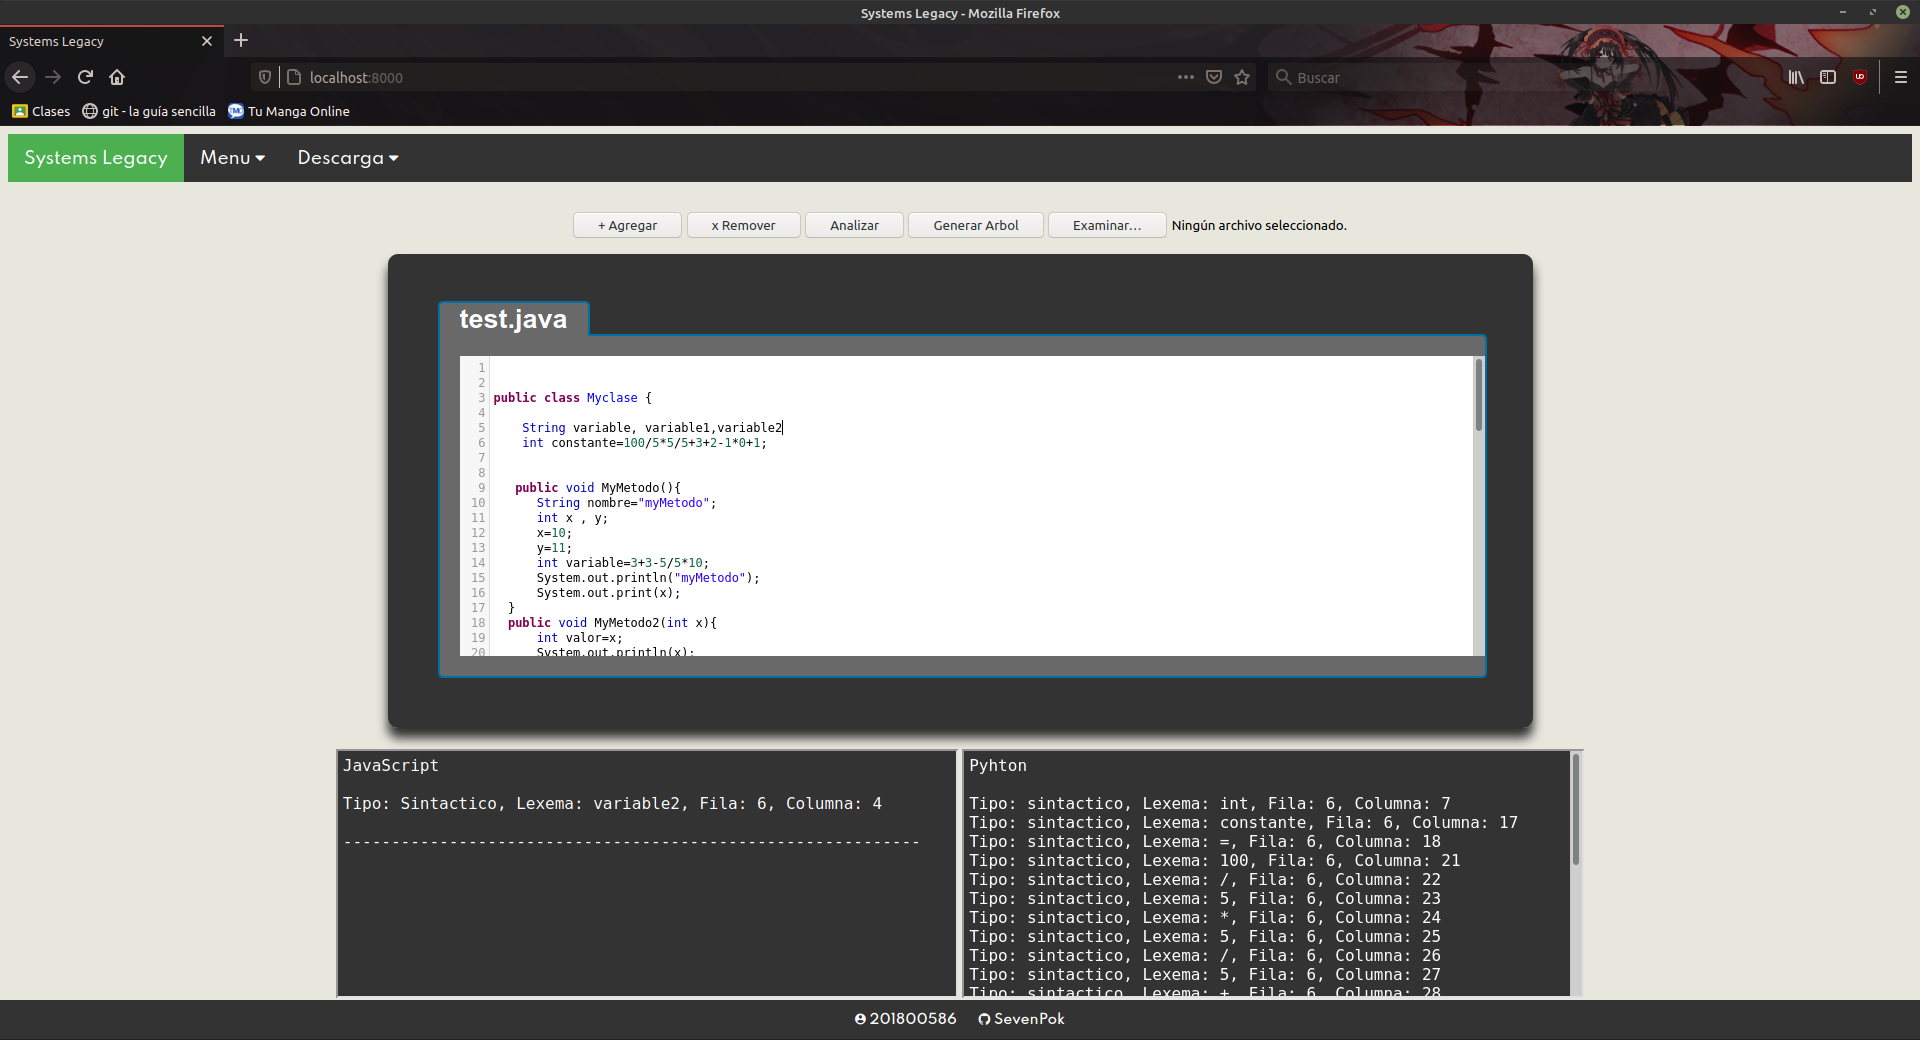 Systems Legacy - Mozilla Firefox
Systems Legacy
localhost:8000
Buscar
Clases git - la guía sencilla Tu Manga Online
Systems Legacy Menu Descarga
+ Agregar x Remover Analizar Generar Arbol Examinar... Ningún archivo seleccionado.
test.java
1
2
3 public class Myclase {
4
5 String variable, variable1,variable2
6 int constante=100/5*5/5+3+2-1*0+1;
7
8
9 public void MyMetodo(){
10 String nombre="myMetodo";
11 int x , y;
12 x=10;
13 y=11;
14 int variable=3+3-5/5*10;
15 System.out.println("myMetodo");
16 System.out.print(x);
17 }
18 public void MyMetodo2(int x){
19 int valor=x;
20 System.out.println(x);
JavaScript
Tipo: Sintactico, Lexema: variable2, Fila: 6, Columna: 4
------------------------------------------------------------
Pyhton
Tipo: sintactico, Lexema: int, Fila: 6, Columna: 7
Tipo: sintactico, Lexema: constante, Fila: 6, Columna: 17
Tipo: sintactico, Lexema: =, Fila: 6, Columna: 18
Tipo: sintactico, Lexema: 100, Fila: 6, Columna: 21
Tipo: sintactico, Lexema: /, Fila: 6, Columna: 22
Tipo: sintactico, Lexema: 5, Fila: 6, Columna: 23
Tipo: sintactico, Lexema: *, Fila: 6, Columna: 24
Tipo: sintactico, Lexema: 5, Fila: 6, Columna: 25
Tipo: sintactico, Lexema: /, Fila: 6, Columna: 26
Tipo: sintactico, Lexema: 5, Fila: 6, Columna: 27
Tipo: sintactico, Lexema: +, Fila: 6, Columna: 28
201800586 SevenPok